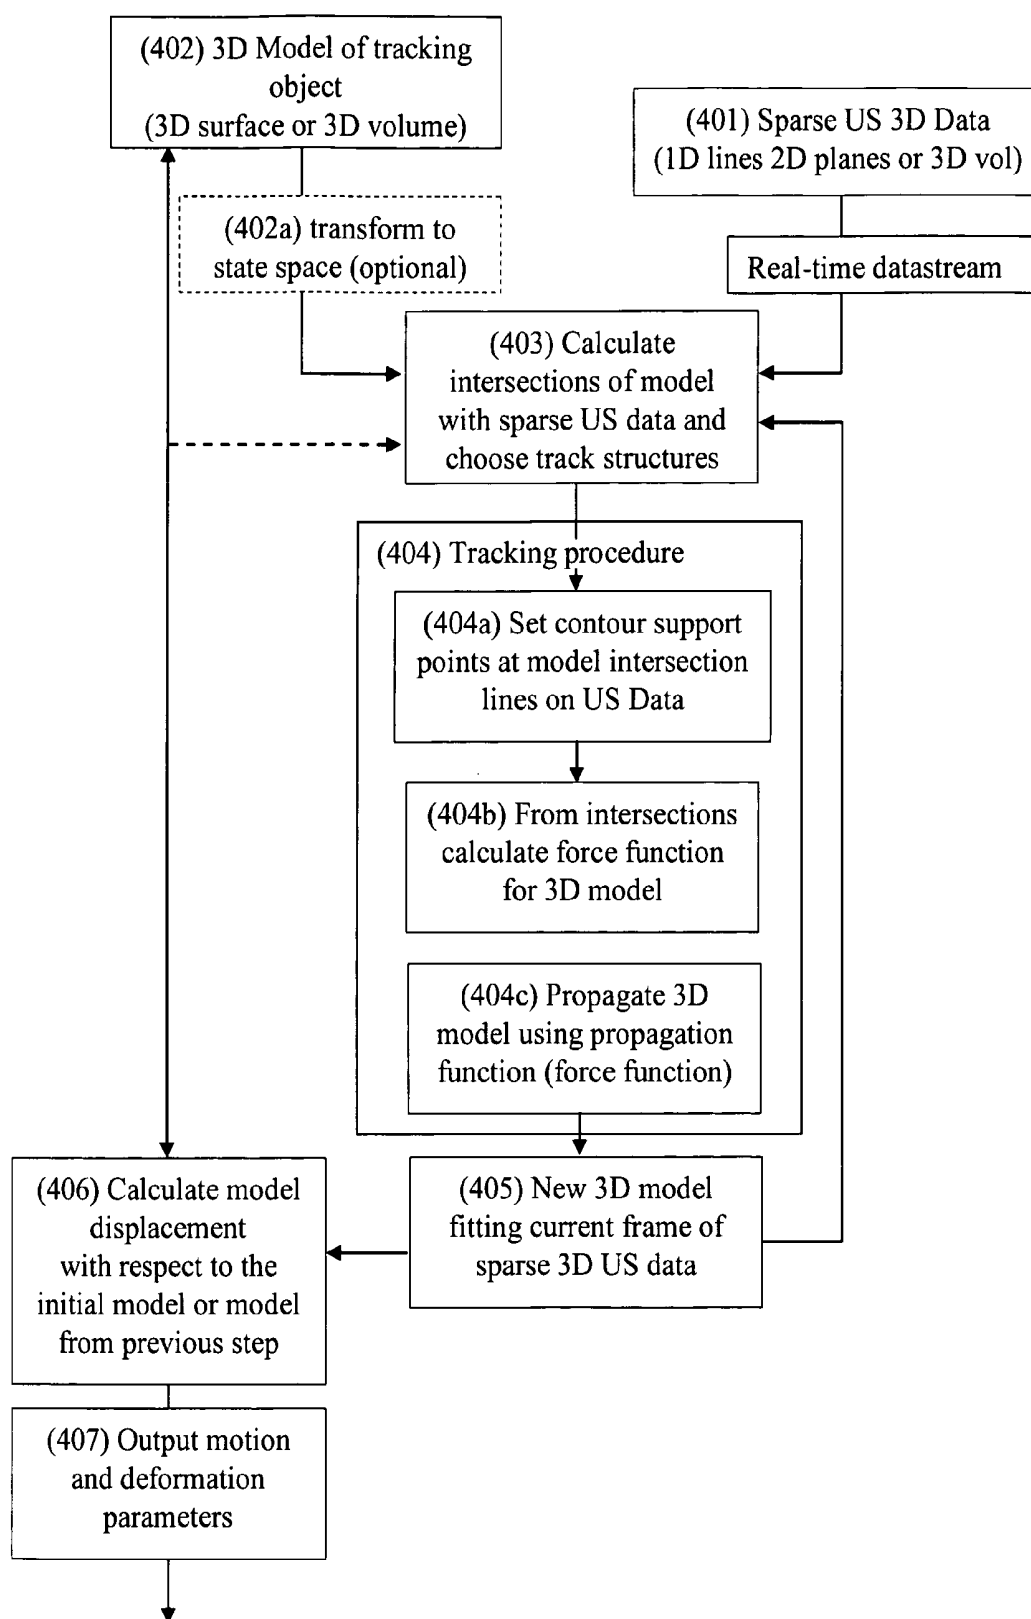 (402) 3D Model of tracking
object
(3D surface or 3D volume)
(401) Sparse US 3D Data
(1D lines 2D planes or 3D vol)
(402a) transform to
state space (optional)
Real-time datastream
(403) Calculate
intersections of model
with sparse US data and
choose track structures
(404) Tracking procedure
(404a) Set contour support
points at model intersection
lines on US Data
(404b) From intersections
calculate force function
for 3D model
(404c) Propagate 3D
model using propagation
function (force function)
(405) New 3D model
fitting current frame of
sparse 3D US data
(406) Calculate model
displacement
with respect to the
initial model or model
from previous step
(407) Output motion
and deformation
parameters